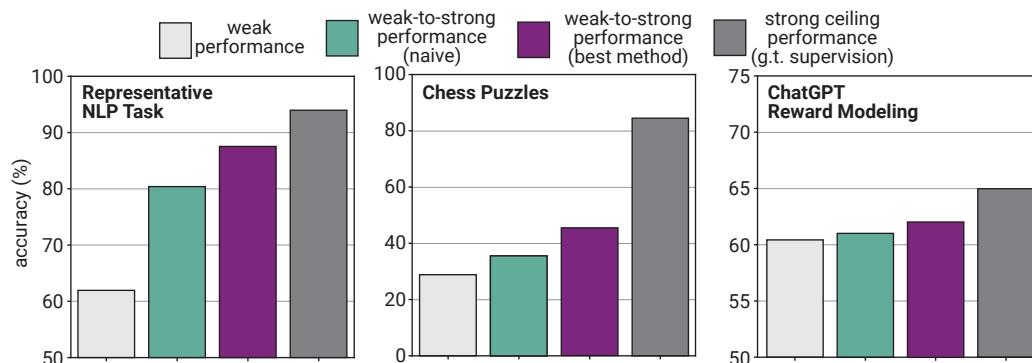 weak
performance
weak-to-strong
performance
(naive)
weak-to-strong
performance
(best method)
strong ceiling
performance
(g.t. supervision)
accuracy (%)
100
90
80
70
60
50
Representative
NLP Task
100
80
60
40
20
0
Chess Puzzles
75
70
65
60
55
50
ChatGPT
Reward Modeling